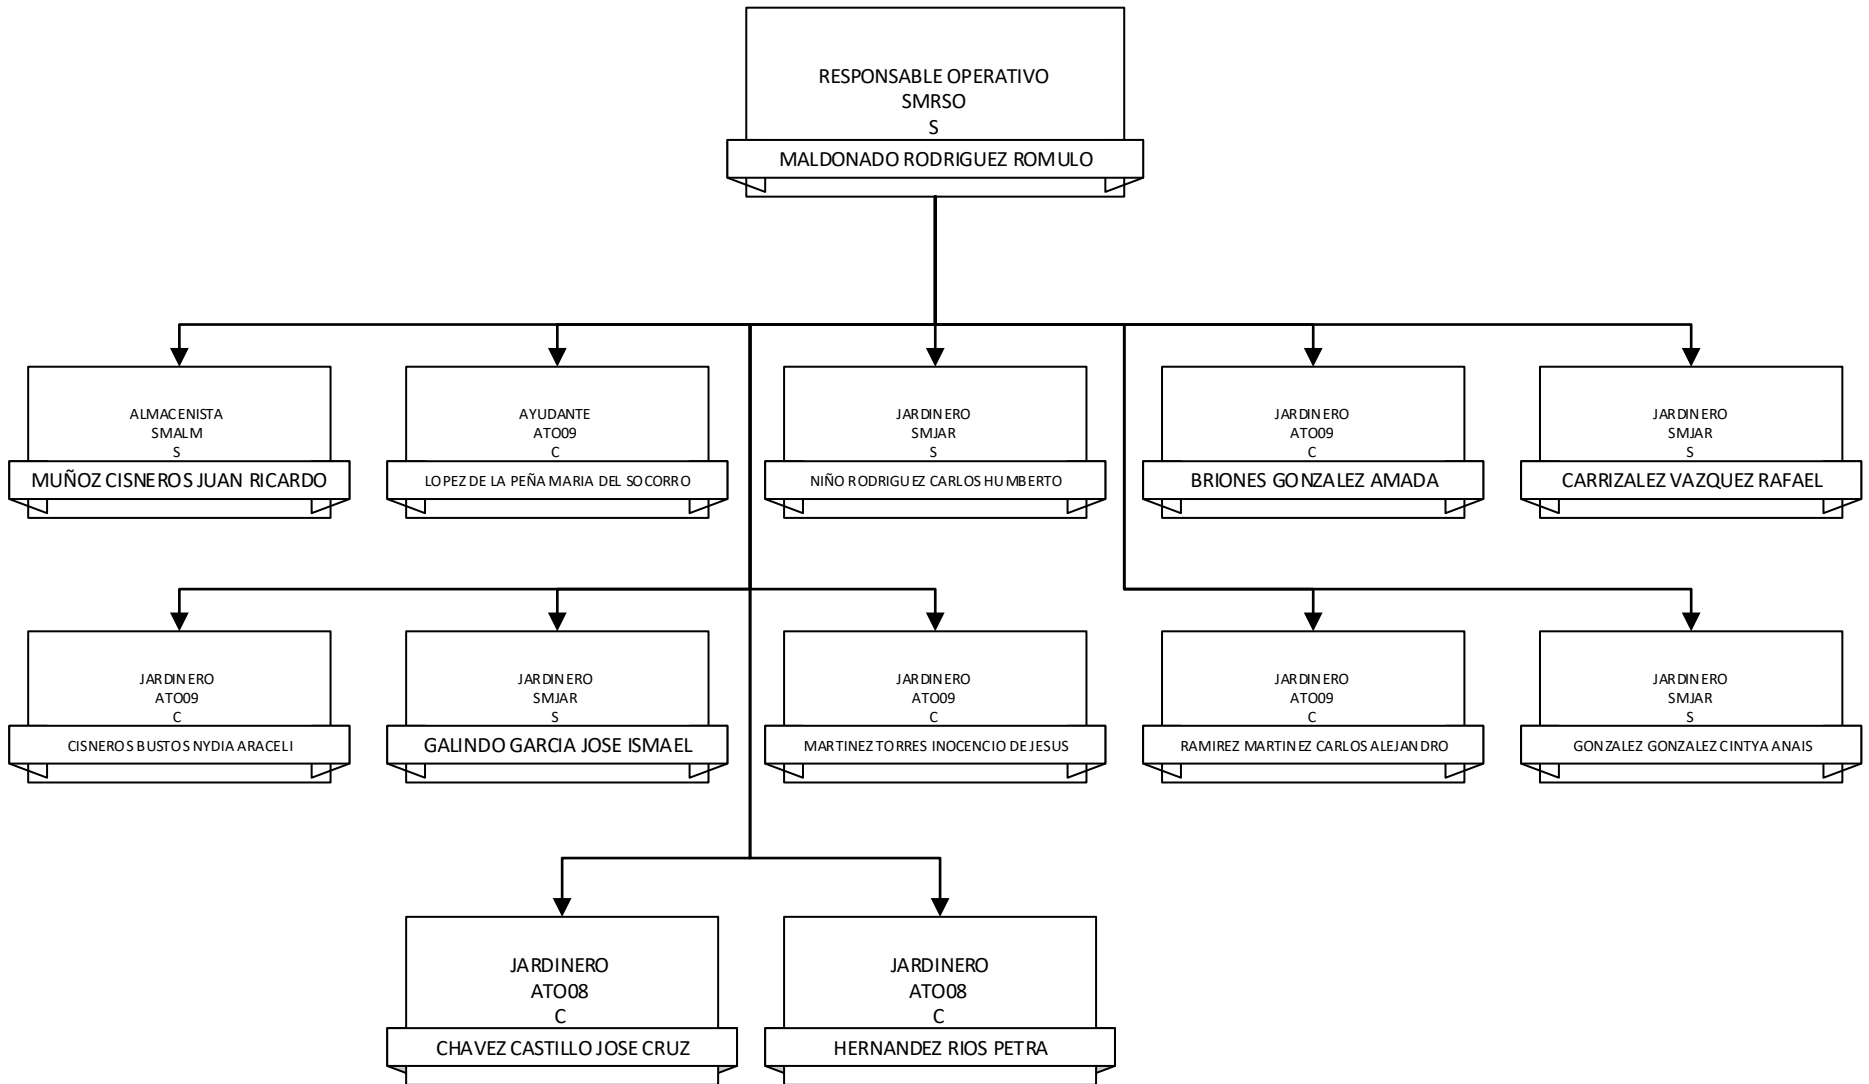 RESPONSABLE OPERATIVO
SMRSO
S
MALDONADO RODRIGUEZ ROMULO
ALMACENISTA
SMALM
S
MUÑOZ CISNEROS JUAN RICARDO
AYUDANTE
ATO09
C
LOPEZ DE LA PEÑA MARIA DEL SOCORRO
JARDINERO
SMJAR
S
NIÑO RODRIGUEZ CARLOS HUMBERTO
JARDINERO
ATO09
C
BRIONES GONZALEZ AMADA
JARDINERO
SMJAR
S
CARRIZALEZ VAZQUEZ RAFAEL
JARDINERO
ATO09
C
CISNEROS BUSTOS NYDIA ARACELI
JARDINERO
SMJAR
S
GALINDO GARCIA JOSE ISMAEL
JARDINERO
ATO09
C
MARTINEZ TORRES INOCENCIO DE JESUS
JARDINERO
ATO09
C
RAMIREZ MARTINEZ CARLOS ALEJANDRO
JARDINERO
SMJAR
S
GONZALEZ GONZALEZ CINTYA ANAIS
JARDINERO
ATO08
C
CHAVEZ CASTILLO JOSE CRUZ
JARDINERO
ATO08
C
HERNANDEZ RIOS PETRA